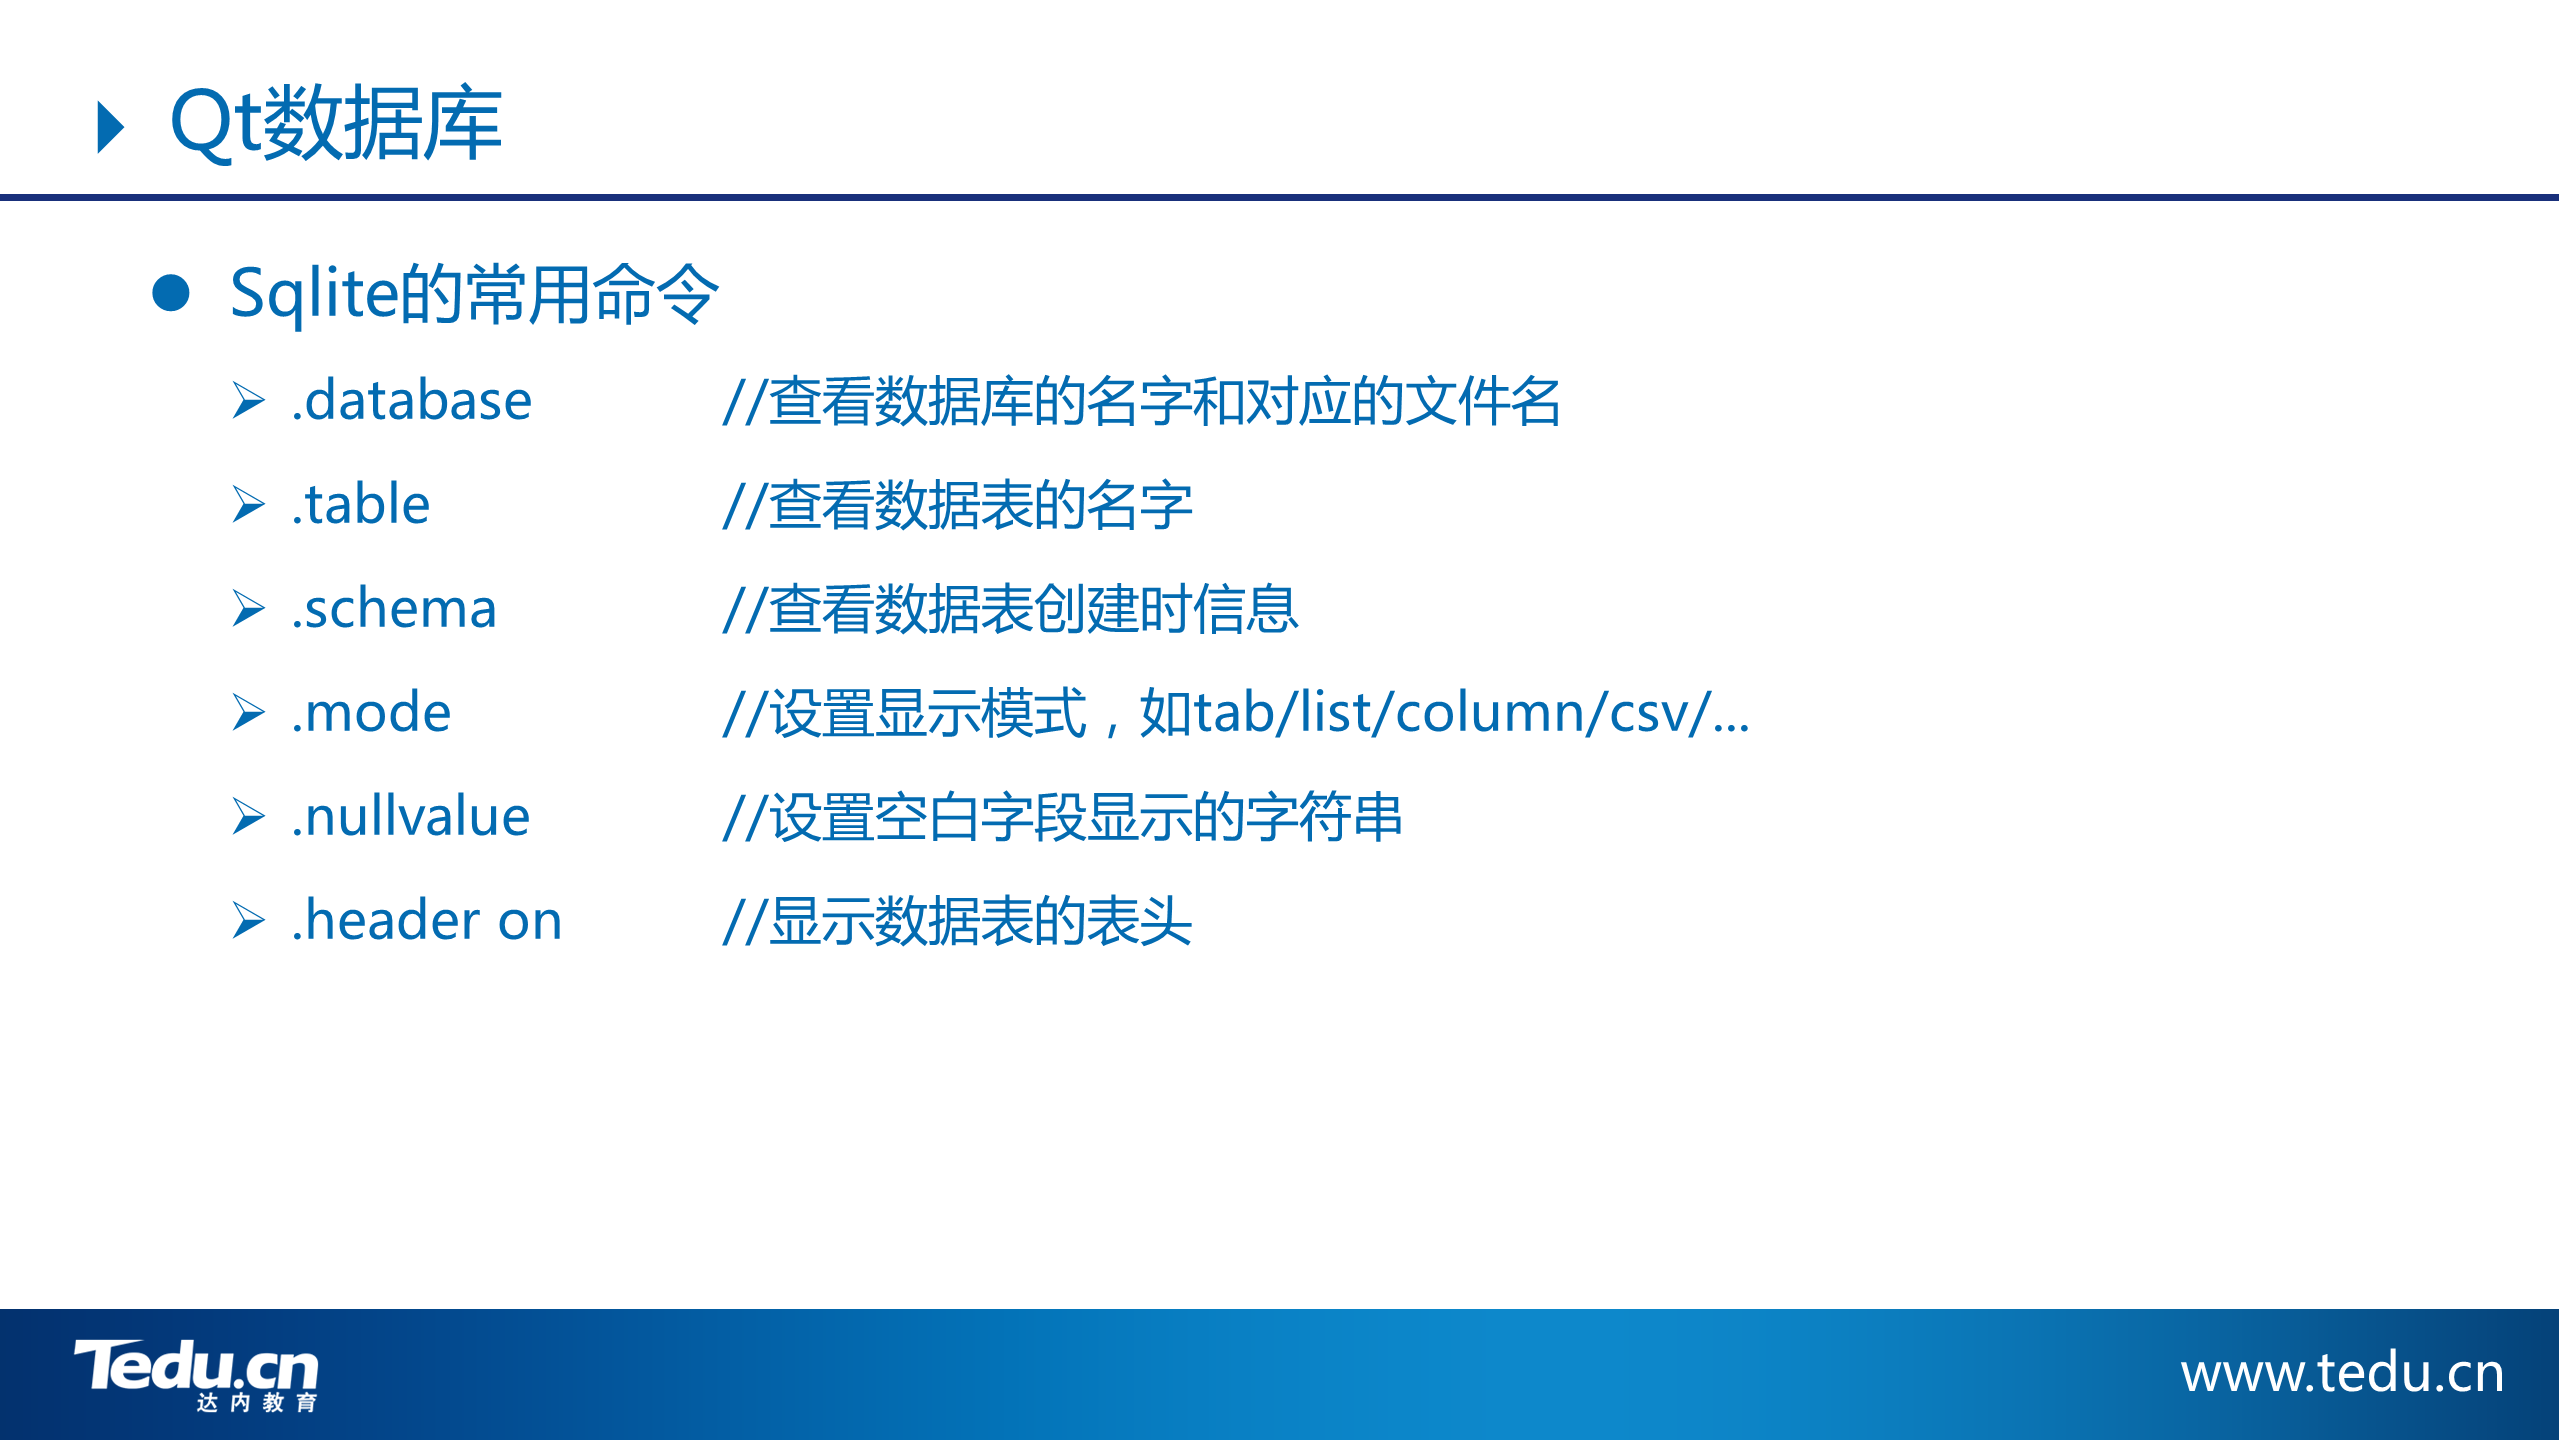 Qt数据库
Sqlite的常用命令
.database //查看数据库的名字和对应的文件名
.table //查看数据表的名字
.schema //查看数据表创建时信息
.mode //设置显示模式，如tab/list/column/csv/...
.nullvalue //设置空白字段显示的字符串
.header on //显示数据表的表头
Tedu.cn
达内教育
www.tedu.cn